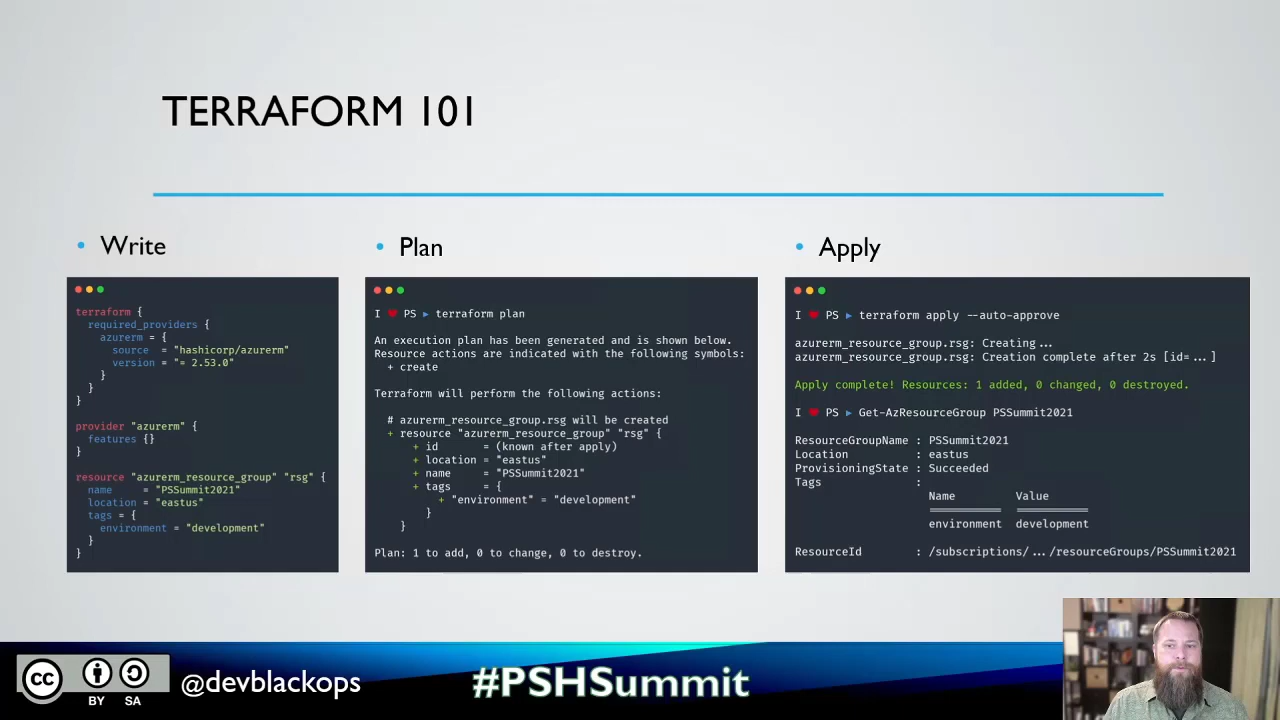 TERRAFORM 101
• Write
terraform {
required_providers {
azurerm = {
source = "hashicorp/azurerm"
version = "= 2.53.0"
}
}
}
provider "azurerm" {
features {}
}
resource "azurerm_resource_group" "rsg" {
name = "PSSummit2021"
location = "eastus"
tags = {
environment = "development"
}
}
• Plan
I ❤ PS ► terraform plan
An execution plan has been generated and is shown below.
Resource actions are indicated with the following symbols:
+ create
Terraform will perform the following actions:
# azurerm_resource_group.rsg will be created
+ resource "azurerm_resource_group" "rsg" {
+ id = (known after apply)
+ location = "eastus"
+ name = "PSSummit2021"
+ tags = {
+ "environment" = "development"
}
}
Plan: 1 to add, 0 to change, 0 to destroy.
• Apply
I ❤ PS ► terraform apply --auto-approve
azurerm_resource_group.rsg: Creating...
azurerm_resource_group.rsg: Creation complete after 2s [id=...]
Apply complete! Resources: 1 added, 0 changed, 0 destroyed.
I ❤ PS ► Get-AzResourceGroup PSSummit2021
ResourceGroupName : PSSummit2021
Location : eastus
ProvisioningState : Succeeded
Tags :
Name Value
=========== ===========
environment development
ResourceId : /subscriptions/.../resourceGroups/PSSummit2021
CC BY SA
@devblackops
#PSHSummit